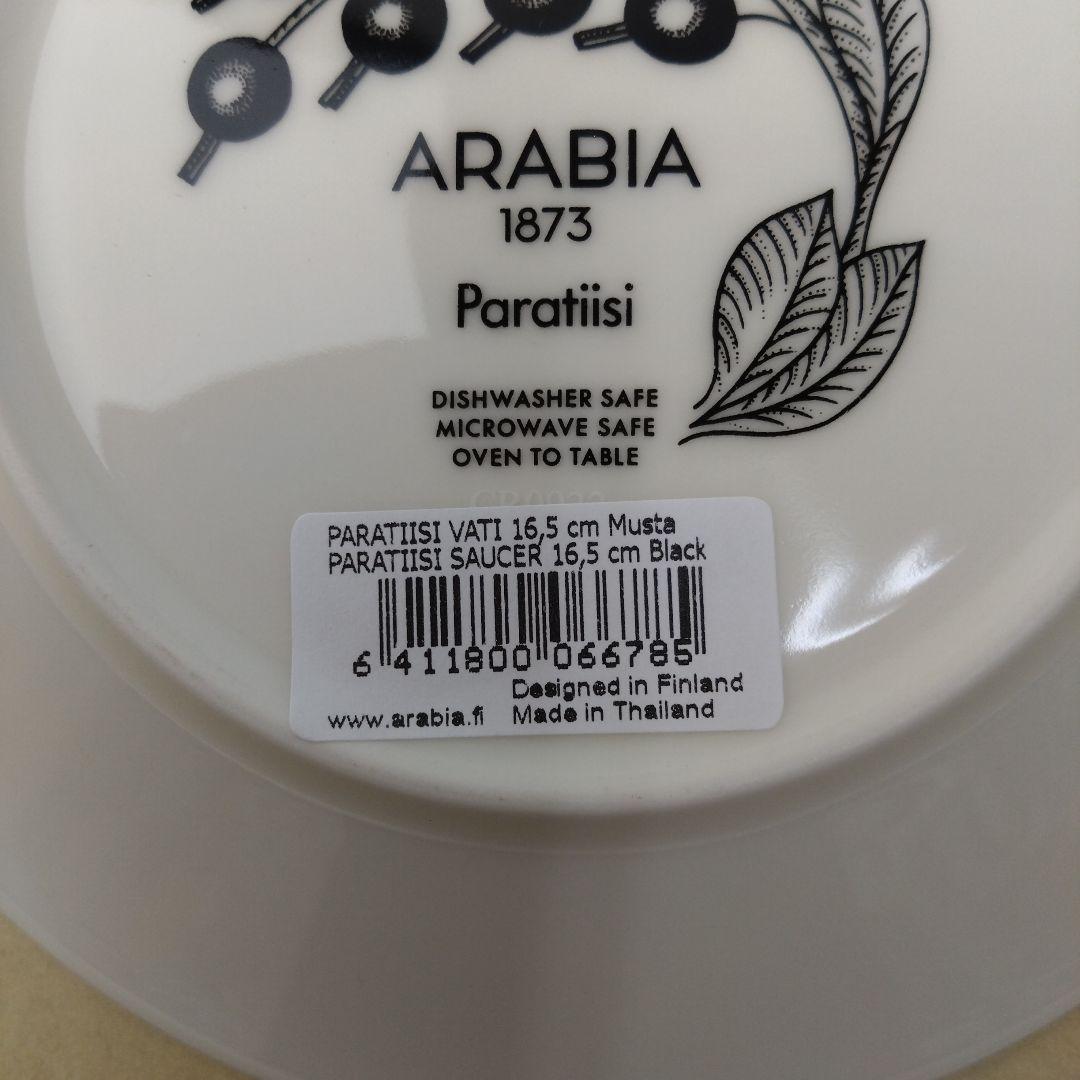 ARABIA
1873
Paratiisi
DISHWASHER SAFE
MICROWAVE SAFE
OVEN TO TABLE
PARATIISI VATI 16,5 cm Musta
PARATIISI SAUCER 16,5 cm Black
6 411800 066785
Designed in Finland
www.arabia.fi Made in Thailand